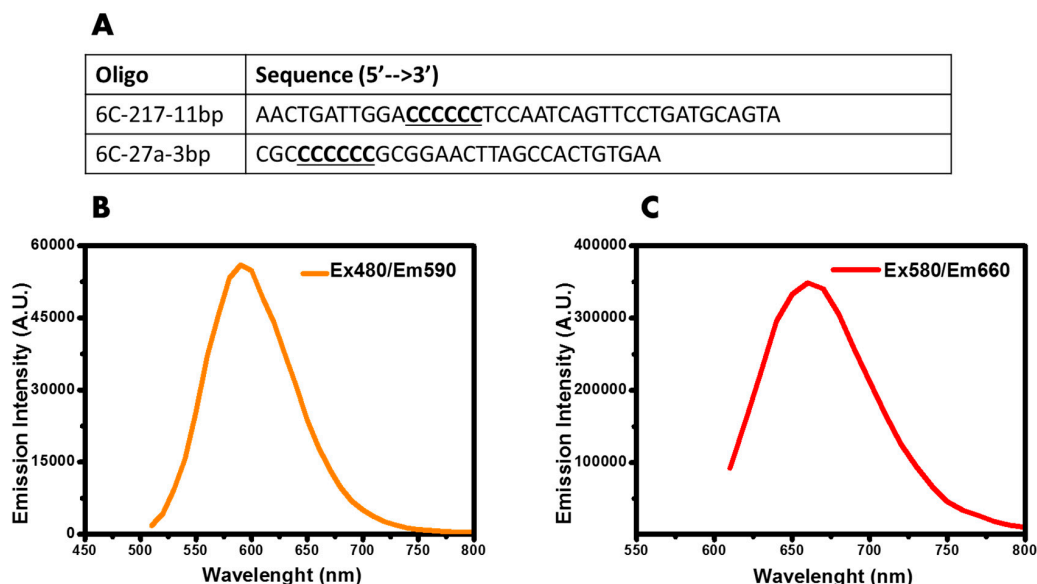 A
Oligo Sequence (5'-->3')
6C-217-11bp AACTGATTGGACCCCCCTCCAATCAGTTCCTGATGCAGTA
6C-27a-3bp CGCCCCCCCGCGGAACTTAGCCACTGTGAA
B
C
60000
45000
30000
15000
0
Emission Intensity (A.U.)
Ex480/Em590
450 500 550 600 650 700 750 800
Wavelenght (nm)
400000
300000
200000
100000
Emission Intensity (A.U.)
Ex580/Em660
550 600 650 700 750 800
Wavelenght (nm)